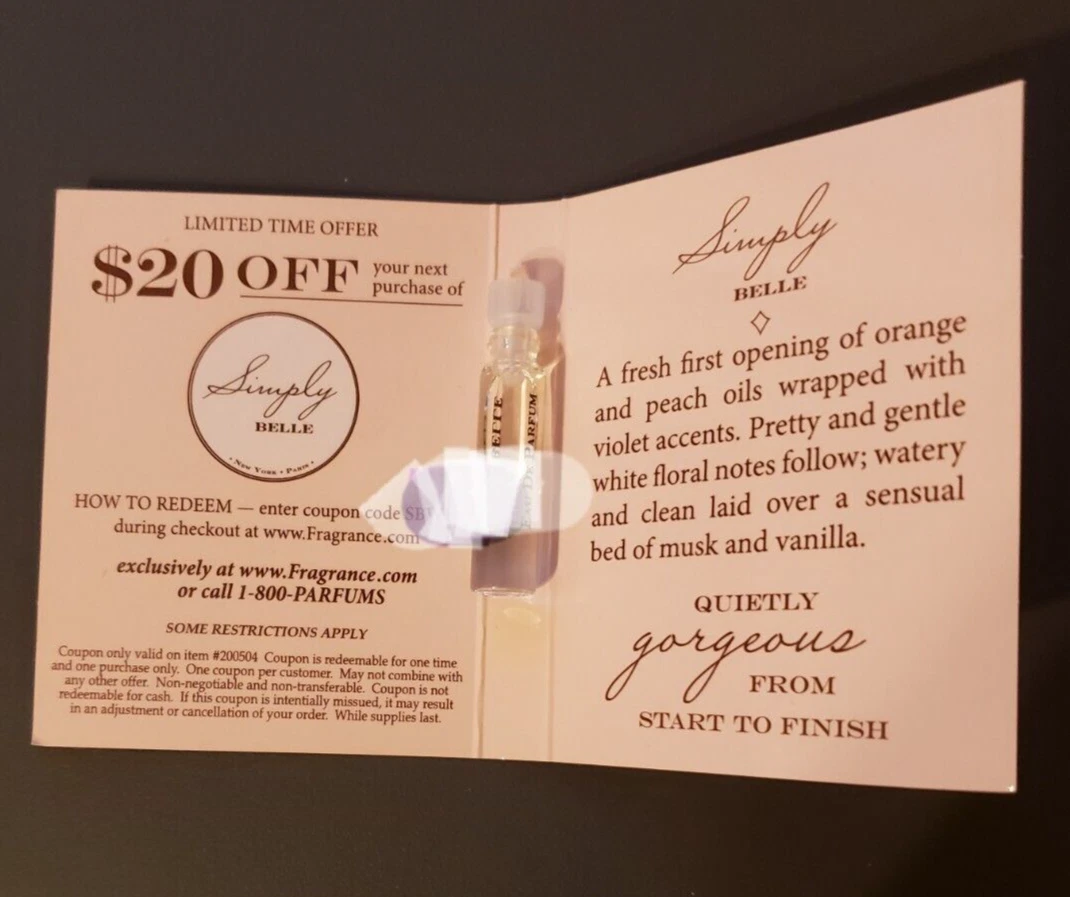 LIMITED TIME OFFER
$20 OFF your next
purchase of
Simply
BELLE
• NEW YORK • PARIS •
HOW TO REDEEM — enter coupon code
during checkout at www.Fragrance.com
exclusively at www.Fragrance.com
or call 1-800-PARFUMS
SOME RESTRICTIONS APPLY
Coupon only valid on item #200504 Coupon is redeemable for one time
and one purchase only. One coupon per customer. May not combine with
any other offer. Non-negotiable and non-transferable. Coupon is not
redeemable for cash. If this coupon is intentially missued, it may result
in an adjustment or cancellation of your order. While supplies last.
BELLE
EAU DE PARFUM
Simply
BELLE
A fresh first opening of orange
and peach oils wrapped with
violet accents. Pretty and gentle
white floral notes follow; watery
and clean laid over a sensual
bed of musk and vanilla.
QUIETLY
gorgeous
FROM
START TO FINISH